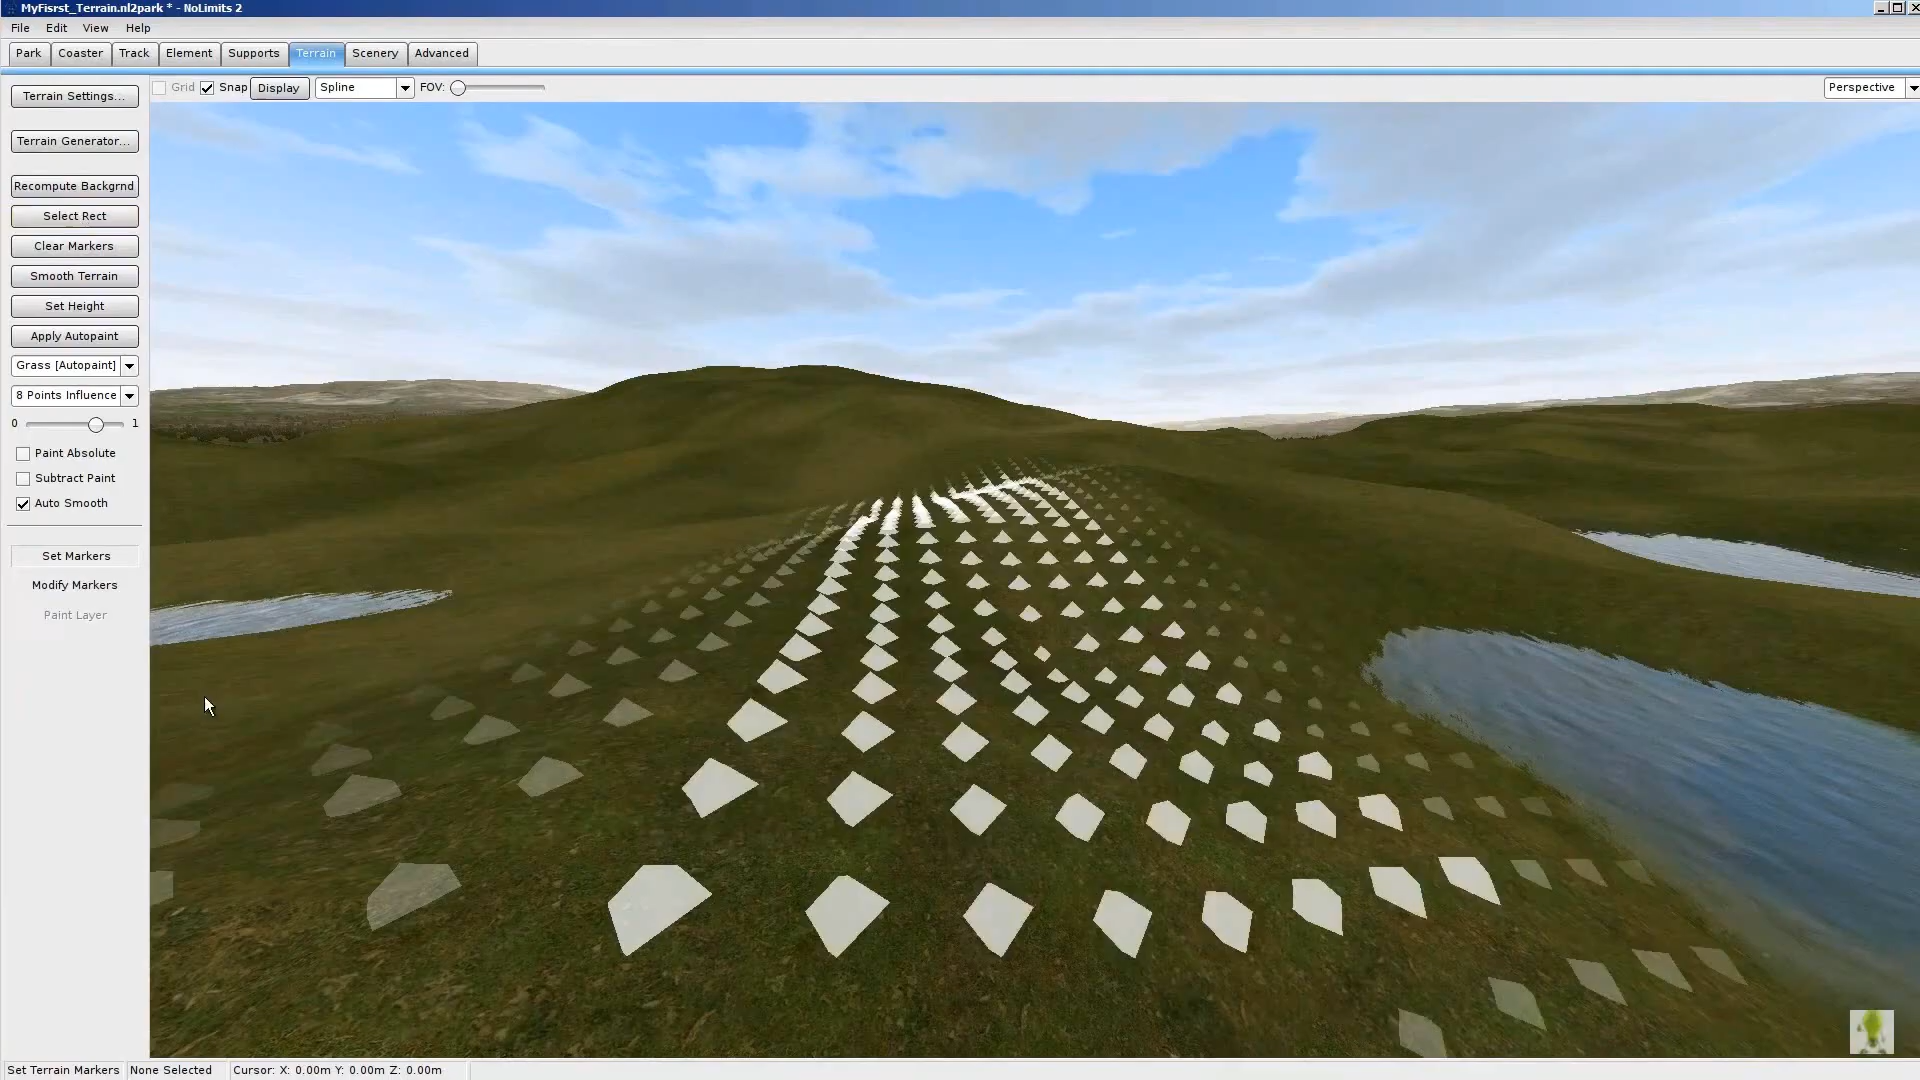 MyFisrst_Terrain.nl2park * - NoLimits 2
File Edit View Help
Park Coaster Track Element Supports Terrain Scenery Advanced
Grid Snap Display Spline FOV: Perspective
Terrain Settings...
Terrain Generator...
Recompute Backgrnd
Select Rect
Clear Markers
Smooth Terrain
Set Height
Apply Autopaint
Grass [Autopaint]
8 Points Influence
0 1
Paint Absolute
Subtract Paint
Auto Smooth
Set Markers
Modify Markers
Paint Layer
Set Terrain Markers None Selected Cursor: X: 0.00m Y: 0.00m Z: 0.00m